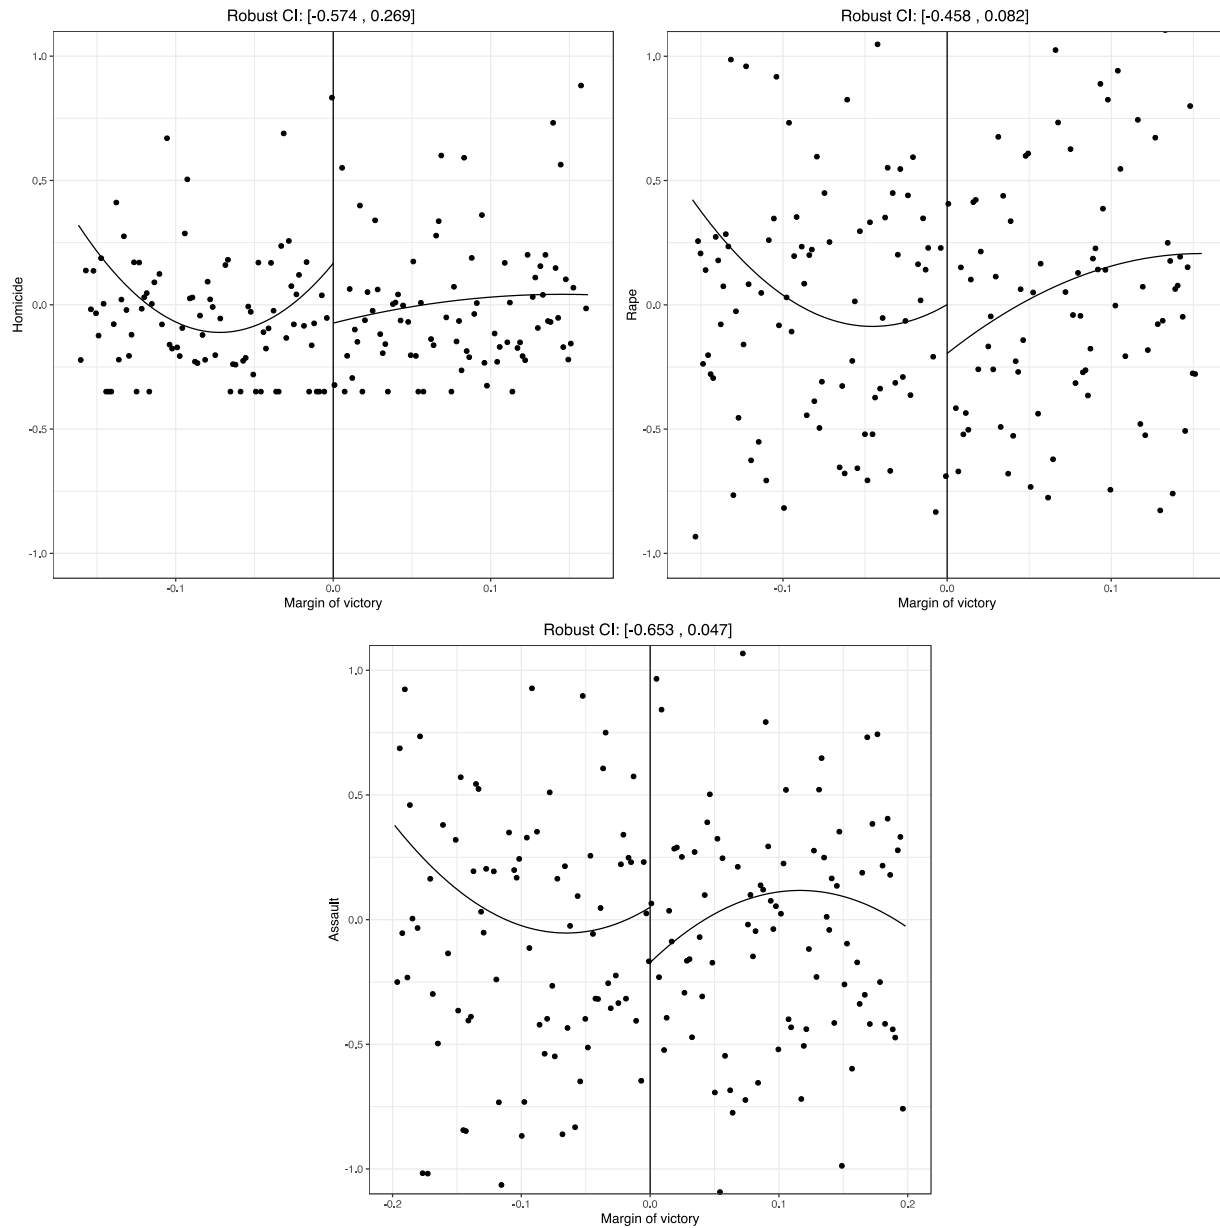 Robust CI: [-0.574 , 0.269]
1.0
0.5
0.0
-0.5
-1.0
Homicide
-0.1
0.0
0.1
Margin of victory
Robust CI: [-0.458 , 0.082]
1.0
0.5
0.0
-0.5
-1.0
Rape
-0.1
0.0
0.1
Margin of victory
Robust CI: [-0.653 , 0.047]
1.0
0.5
0.0
-0.5
-1.0
Assault
-0.2
-0.1
0.0
0.1
0.2
Margin of victory